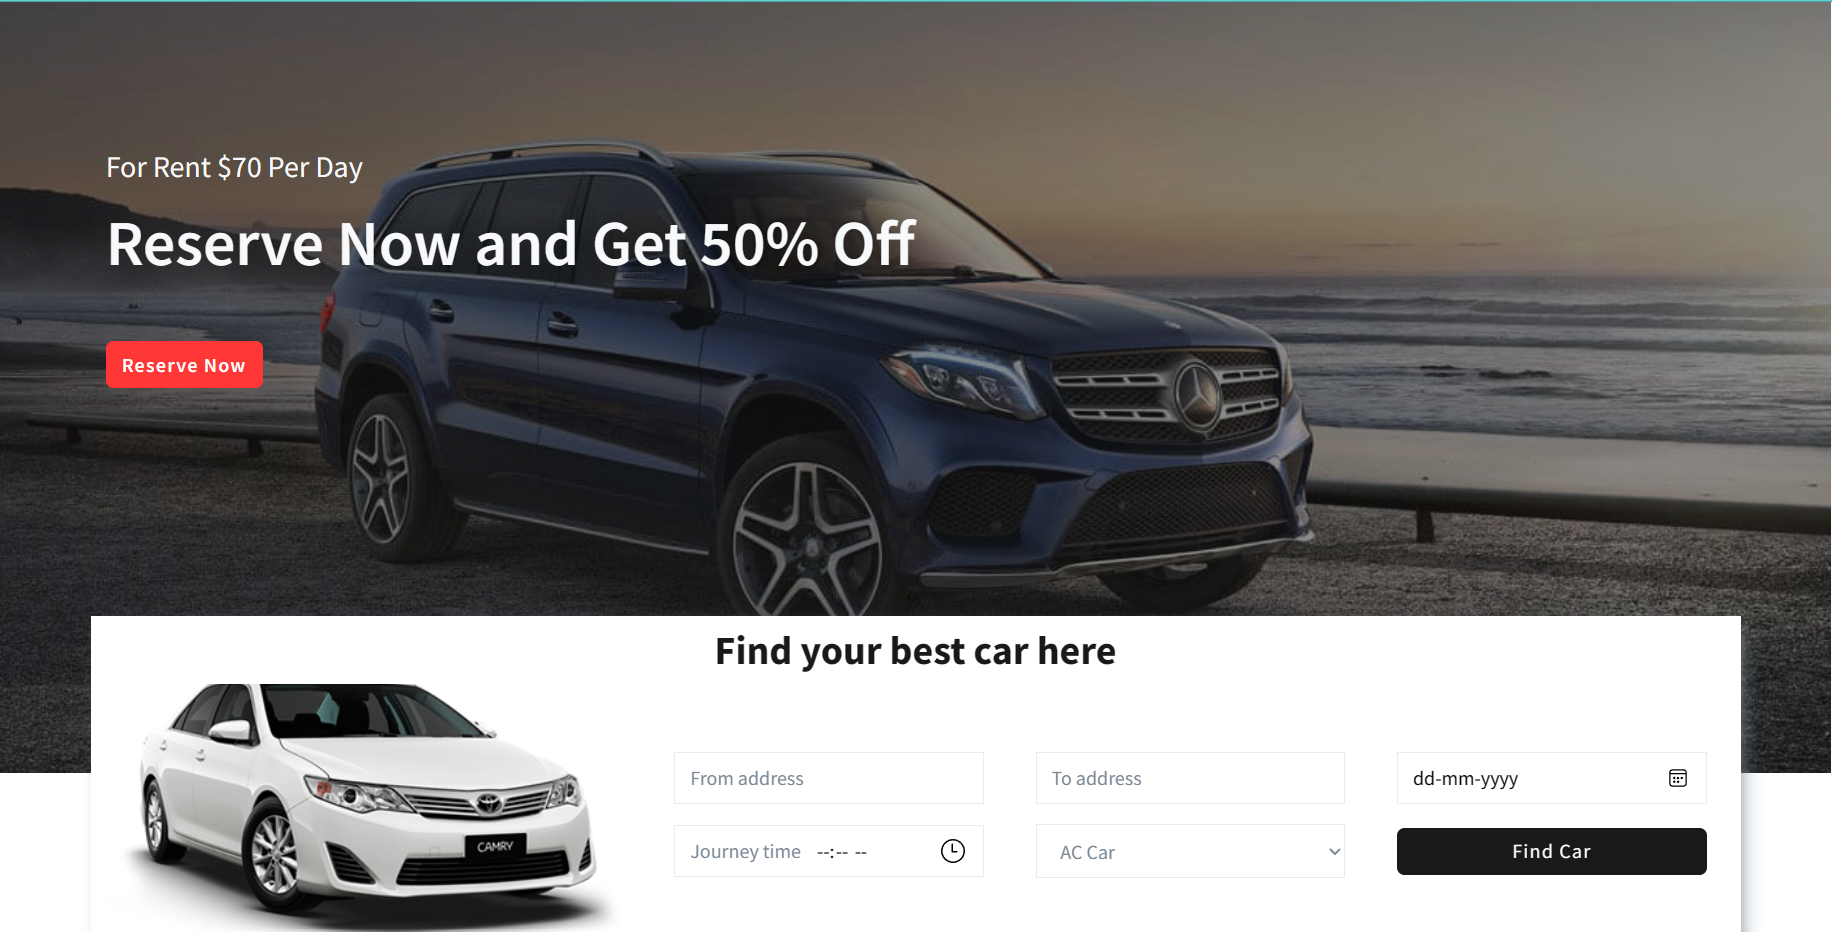 For Rent $70 Per Day
Reserve Now and Get 50% Off
Reserve Now
Find your best car here
CAMRY
From address
To address
dd-mm-yyyy
Journey time --:-- --
AC Car
Find Car